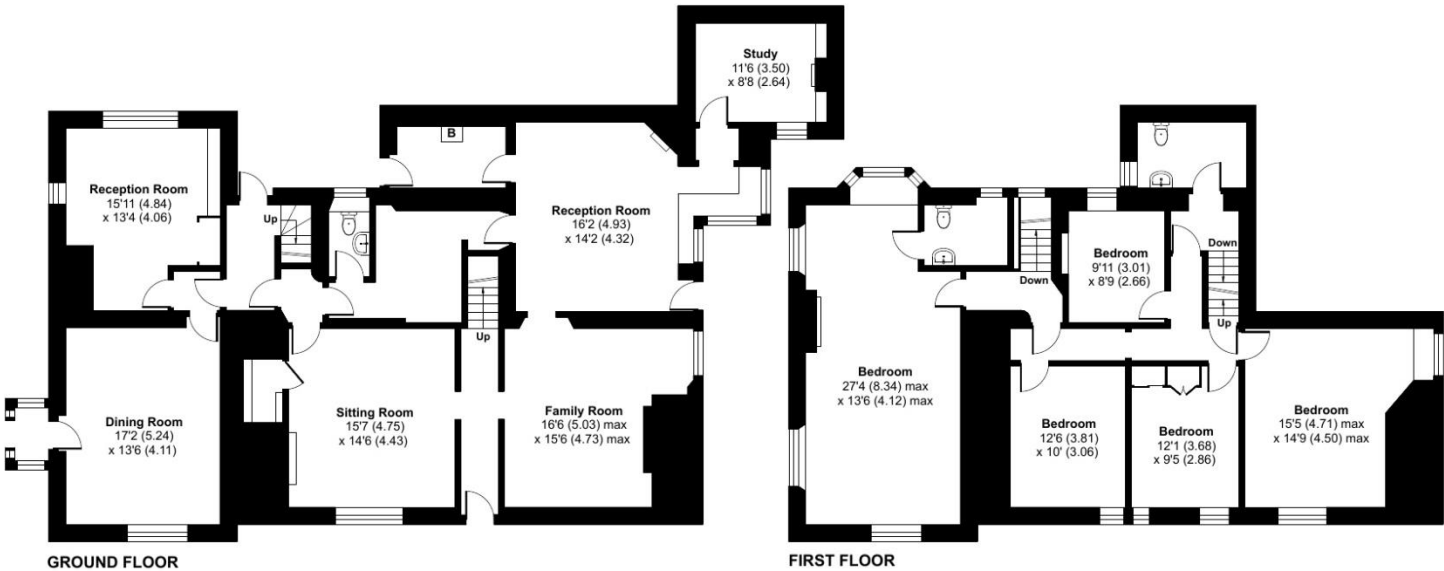 Study
11'6 (3.50)
x 8'8 (2.64)
B
Reception Room
15'11 (4.84)
x 13'4 (4.06)
Up
Reception Room
16'2 (4.93)
x 14'2 (4.32)
Up
Dining Room
17'2 (5.24)
x 13'6 (4.11)
Sitting Room
15'7 (4.75)
x 14'6 (4.43)
Family Room
16'6 (5.03) max
x 15'6 (4.73) max
GROUND FLOOR
Bedroom
9'11 (3.01)
x 8'9 (2.66)
Down
Down
Up
Bedroom
27'4 (8.34) max
x 13'6 (4.12) max
Bedroom
12'6 (3.81)
x 10' (3.06)
Bedroom
12'1 (3.68)
x 9'5 (2.86)
Bedroom
15'5 (4.71) max
x 14'9 (4.50) max
FIRST FLOOR